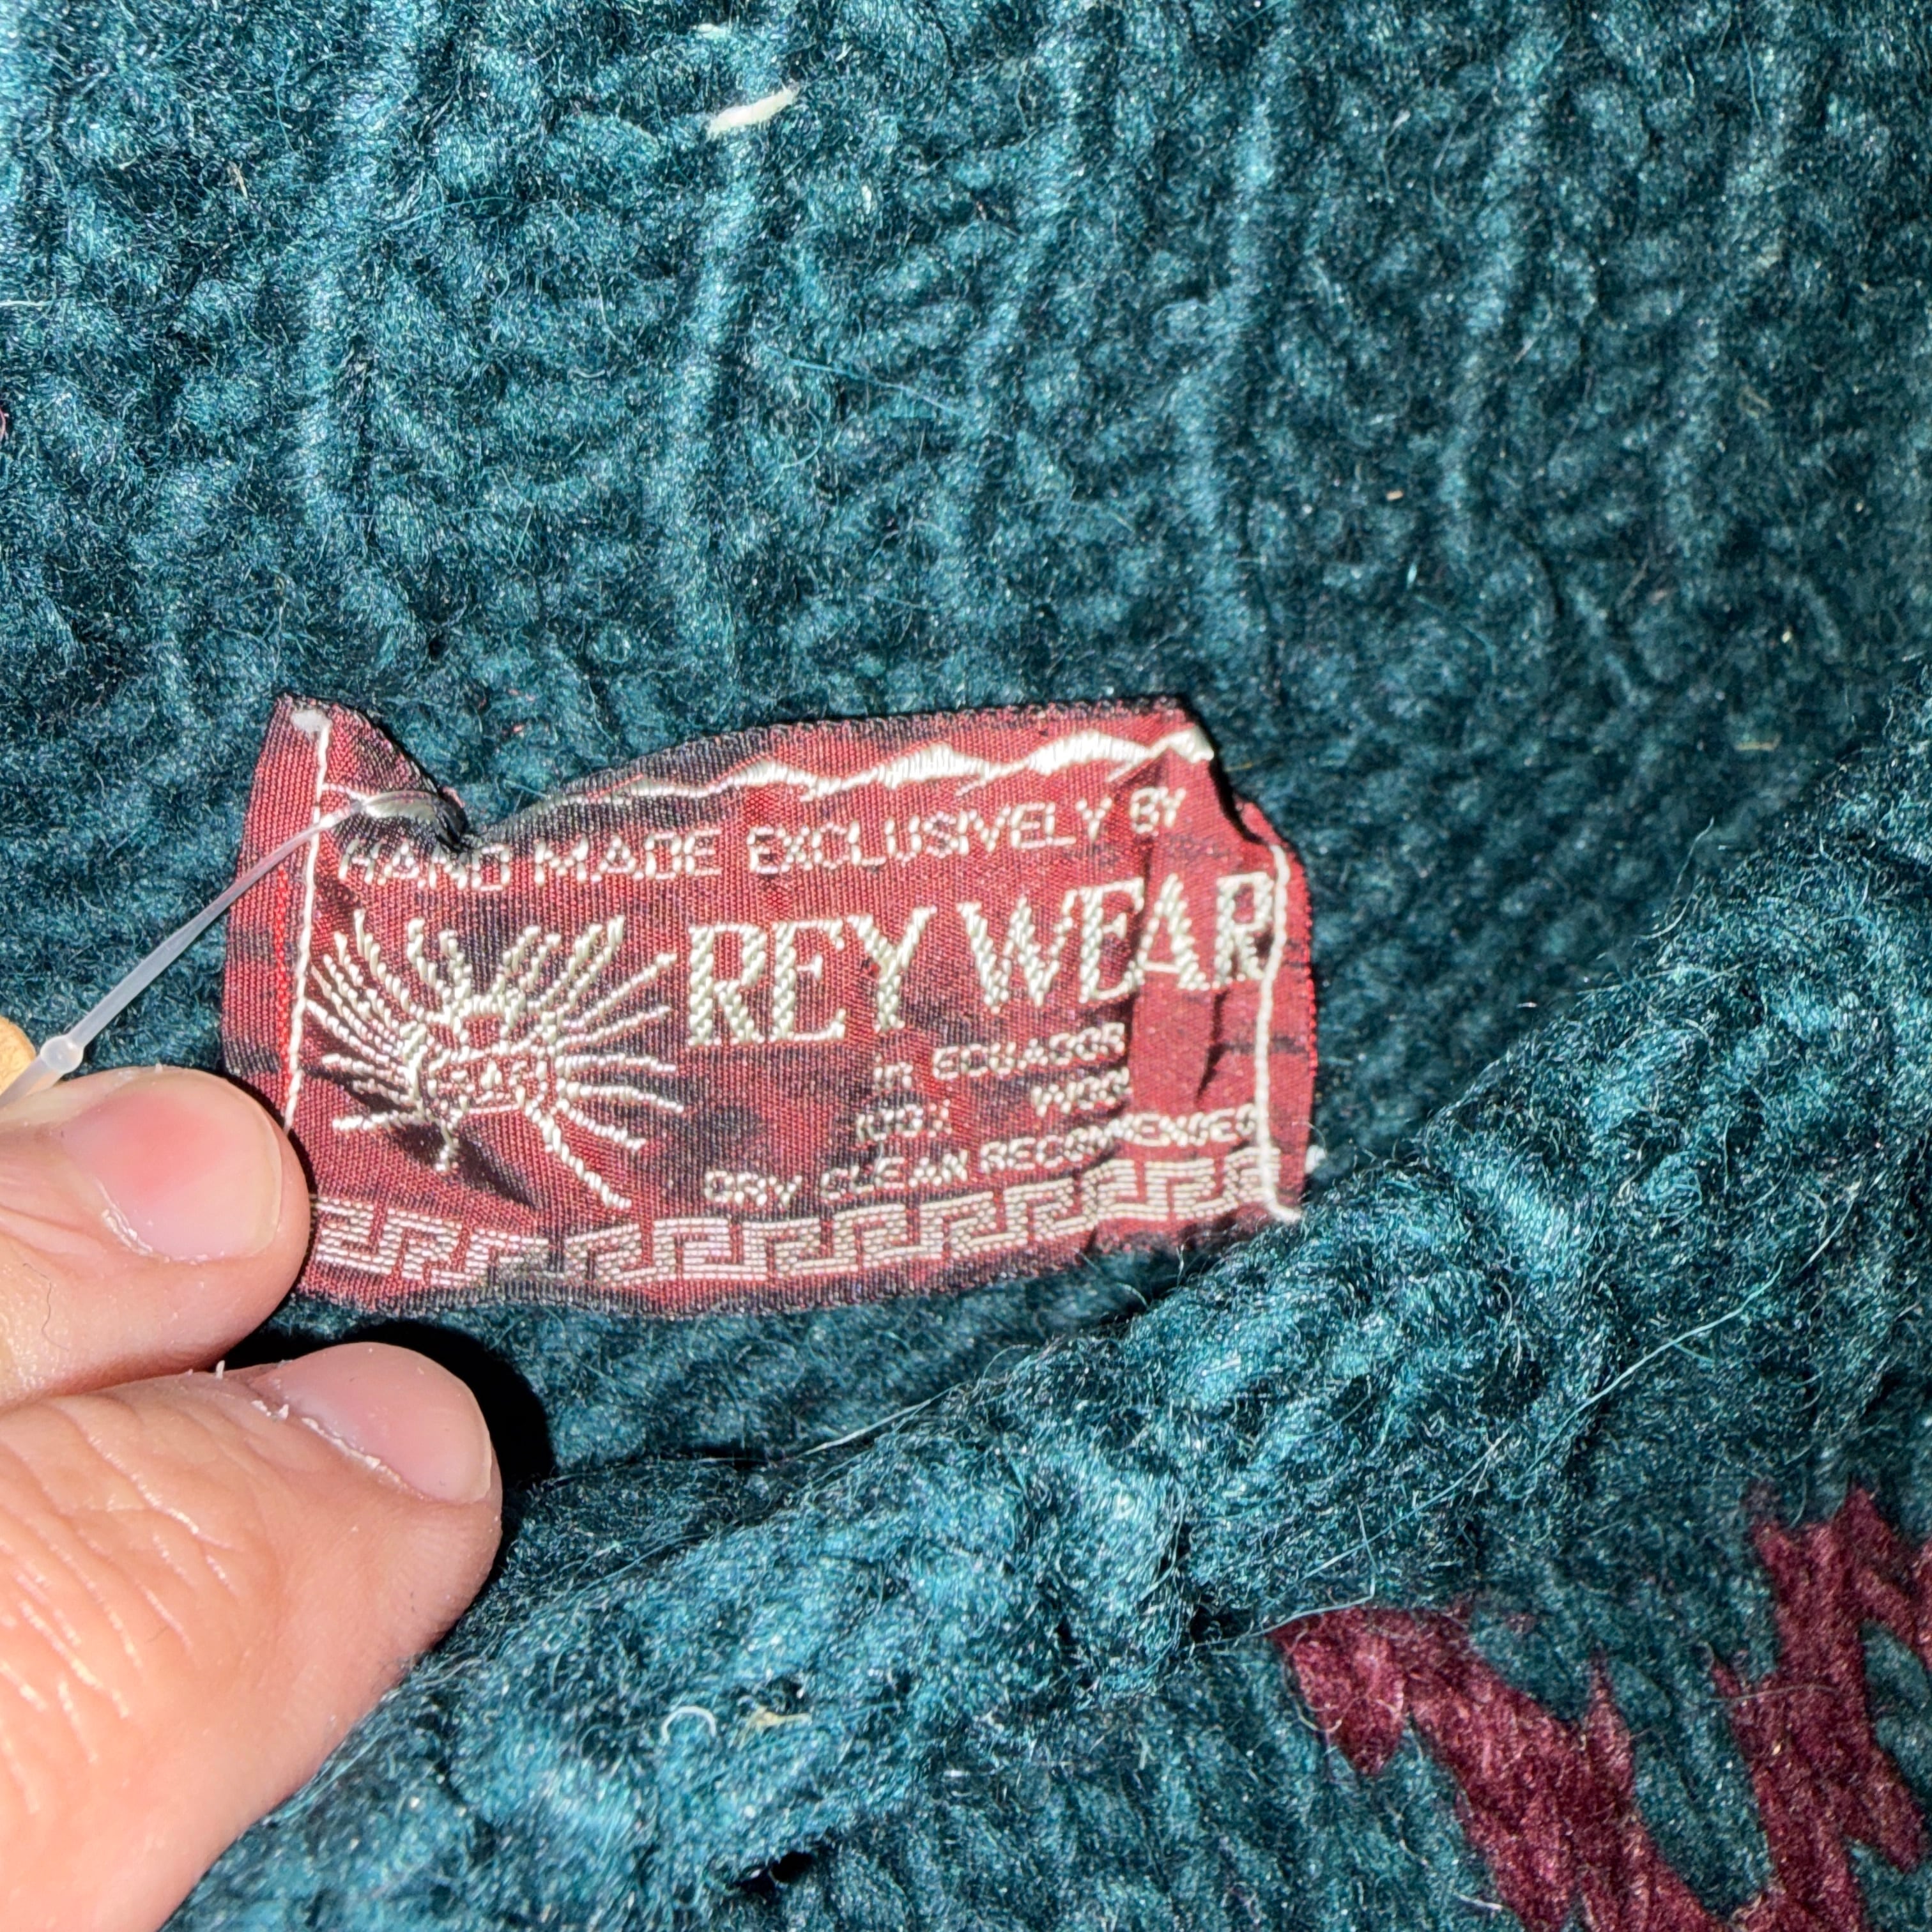 HAND MADE EXCLUSIVELY BY
REY WEAR
IN ECUADOR
100% WOOL
DRY CLEAN RECOMMENDED